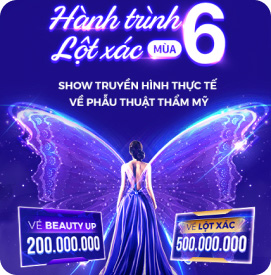 Hành trình
Lột xác MÙA 6
SHOW TRUYỀN HÌNH THỰC TẾ
VỀ PHẪU THUẬT THẨM MỸ
VÉ BEAUTY UP
200.000.000
VÉ LỘT XÁC
500.000.000